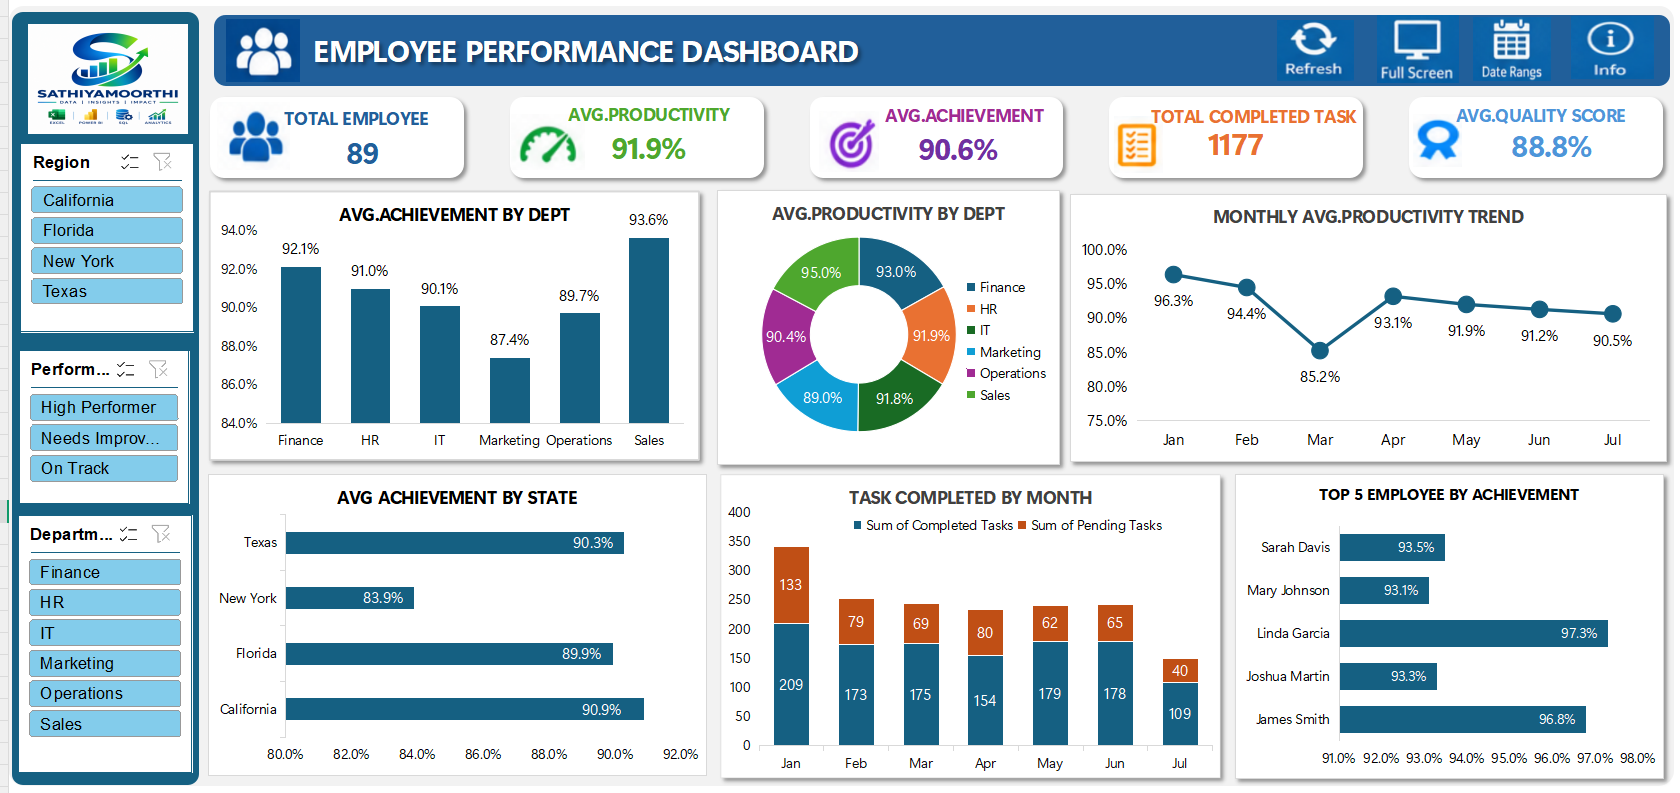 SATHIYAMOORTHI
DATA | INSIGHTS | IMPACT
EXCEL
POWER BI
SQL
ANALYTICS
EMPLOYEE PERFORMANCE DASHBOARD
Refresh
Full Screen
Date Rangs
Info
TOTAL EMPLOYEE
89
AVG.PRODUCTIVITY
91.9%
AVG.ACHIEVEMENT
90.6%
TOTAL COMPLETED TASK
1177
AVG.QUALITY SCORE
88.8%
Region
California
Florida
New York
Texas
Perform...
High Performer
Needs Improv...
On Track
Departm...
Finance
HR
IT
Marketing
Operations
Sales
AVG.ACHIEVEMENT BY DEPT
94.0%
92.0%
90.0%
88.0%
86.0%
84.0%
92.1%
91.0%
90.1%
87.4%
89.7%
93.6%
Finance
HR
IT
Marketing
Operations
Sales
AVG.PRODUCTIVITY BY DEPT
95.0%
93.0%
90.4%
91.9%
89.0%
91.8%
Finance
HR
IT
Marketing
Operations
Sales
MONTHLY AVG.PRODUCTIVITY TREND
100.0%
95.0%
90.0%
85.0%
80.0%
75.0%
96.3%
94.4%
85.2%
93.1%
91.9%
91.2%
90.5%
Jan
Feb
Mar
Apr
May
Jun
Jul
AVG ACHIEVEMENT BY STATE
Texas
90.3%
New York
83.9%
Florida
89.9%
California
90.9%
80.0%
82.0%
84.0%
86.0%
88.0%
90.0%
92.0%
TASK COMPLETED BY MONTH
Sum of Completed Tasks
Sum of Pending Tasks
400
350
300
250
200
150
100
50
0
133
79
69
80
62
65
40
209
173
175
154
179
178
109
Jan
Feb
Mar
Apr
May
Jun
Jul
TOP 5 EMPLOYEE BY ACHIEVEMENT
Sarah Davis
93.5%
Mary Johnson
93.1%
Linda Garcia
97.3%
Joshua Martin
93.3%
James Smith
96.8%
91.0%
92.0%
93.0%
94.0%
95.0%
96.0%
97.0%
98.0%